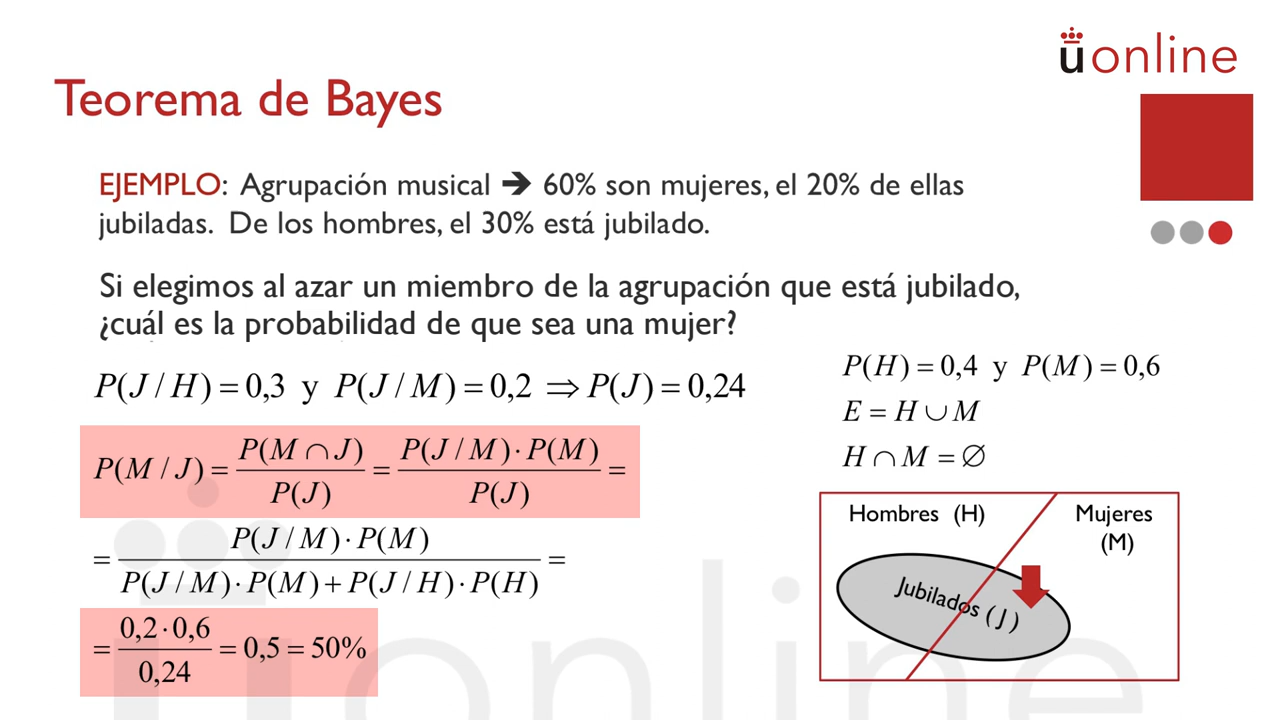 uonline
Teorema de Bayes
EJEMPLO: Agrupación musical ➔ 60% son mujeres, el 20% de ellas
jubiladas. De los hombres, el 30% está jubilado.
Si elegimos al azar un miembro de la agrupación que está jubilado,
¿cuál es la probabilidad de que sea una mujer?
P(J / H) = 0,3 y P(J / M) = 0,2 ⇒ P(J) = 0,24
P(M / J) = P(M ∩ J) / P(J) = P(J / M) · P(M) / P(J) =
= P(J / M) · P(M) / P(J / M) · P(M) + P(J / H) · P(H) =
= 0,2 · 0,6 / 0,24 = 0,5 = 50%
P(H) = 0,4 y P(M) = 0,6
E = H ∪ M
H ∩ M = ∅
Hombres (H)
Mujeres
(M)
Jubilados (J)
uonline